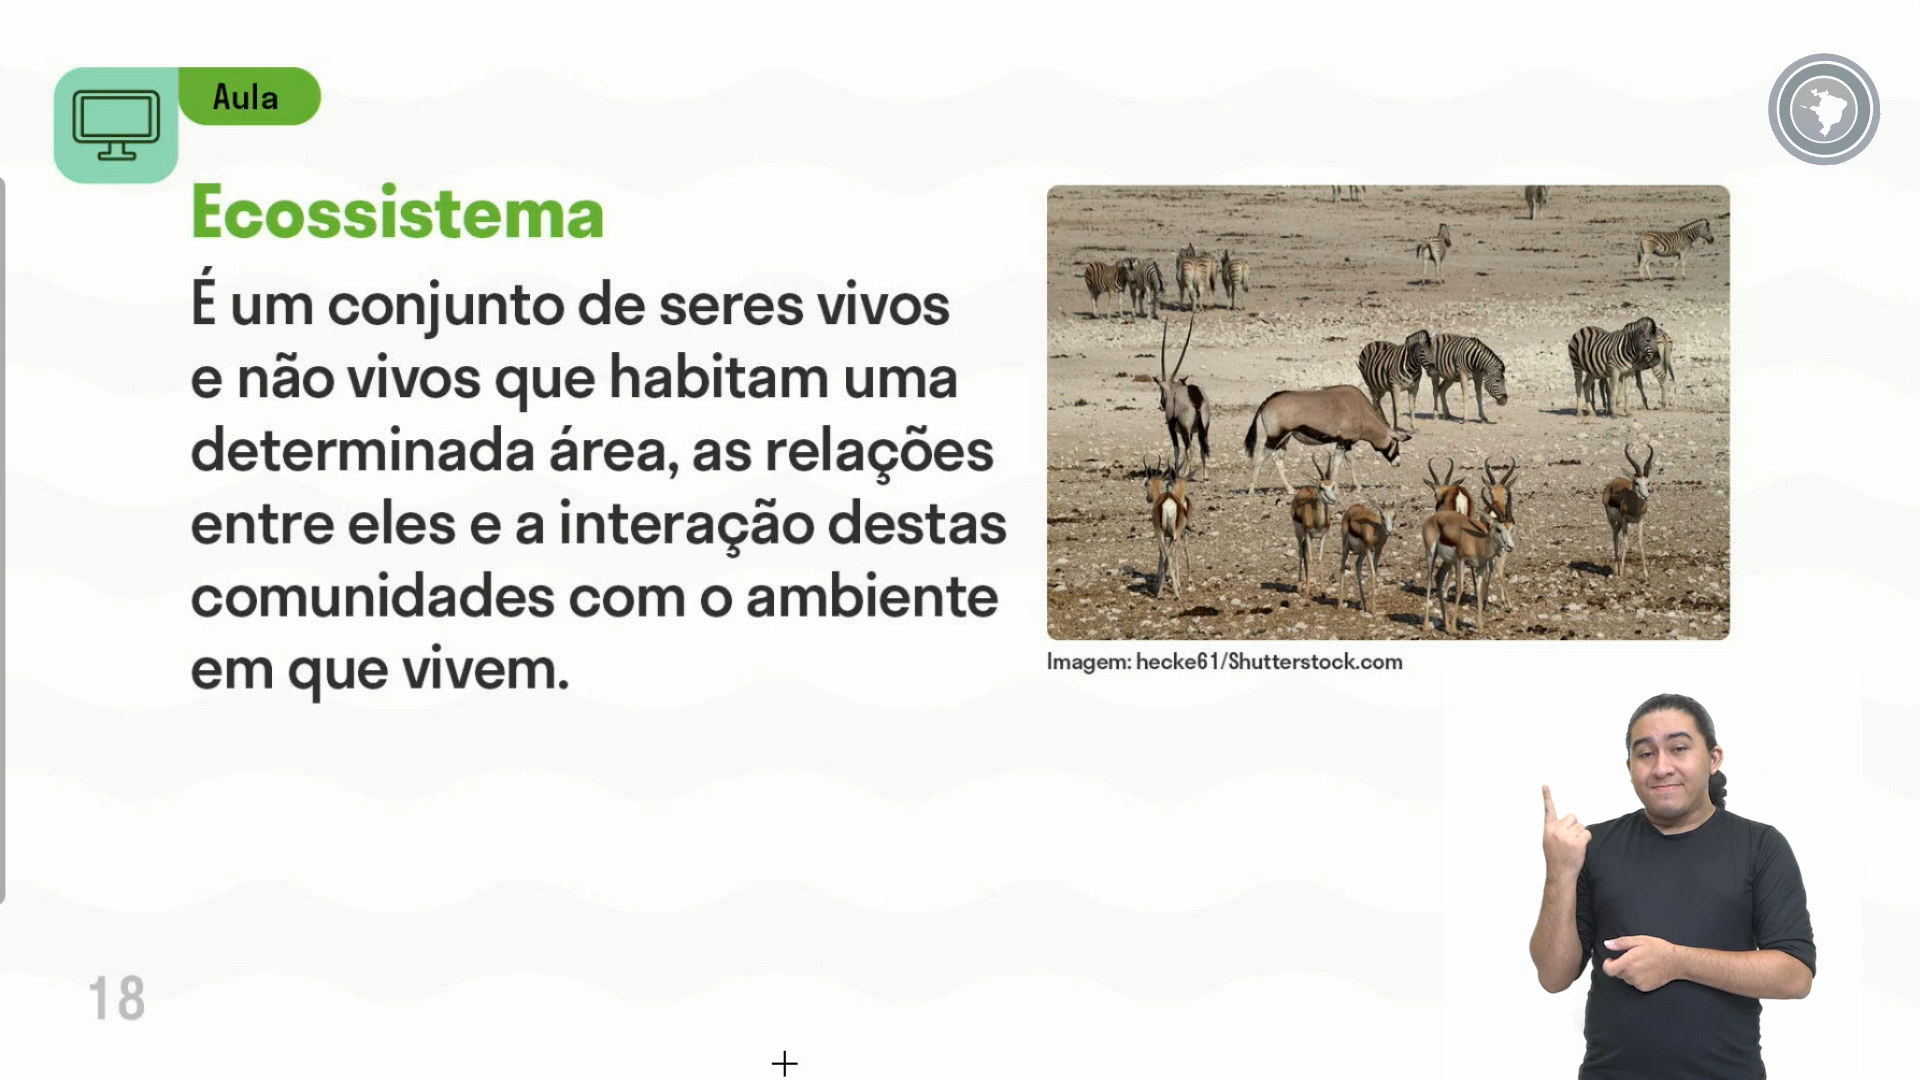 Aula
Ecossistema
É um conjunto de seres vivos
e não vivos que habitam uma
determinada área, as relações
entre eles e a interação destas
comunidades com o ambiente
em que vivem.
Imagem: hecke61/Shutterstock.com
18